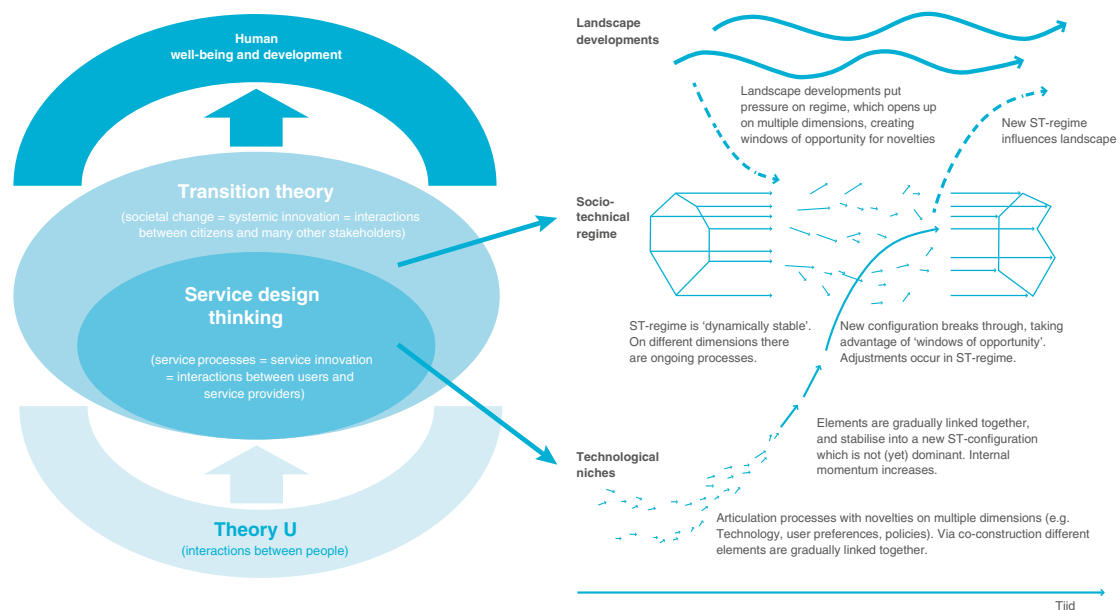 Human
well-being and development
Transition theory
(societal change = systemic innovation = interactions
between citizens and many other stakeholders)
Service design
thinking
(service processes = service innovation
= interactions between users and
service providers)
Theory U
(interactions between people)
Landscape
developments
Landscape developments put
pressure on regime, which opens up
on multiple dimensions, creating
windows of opportunity for novelties
New ST-regime
influences landscape
Socio-
technical
regime
ST-regime is ‘dynamically stable’.
On different dimensions there
are ongoing processes.
New configuration breaks through, taking
advantage of ‘windows of opportunity’.
Adjustments occur in ST-regime.
Elements are gradually linked together,
and stabilise into a new ST-configuration
which is not (yet) dominant. Internal
momentum increases.
Technological
niches
Articulation processes with novelties on multiple dimensions (e.g.
Technology, user preferences, policies). Via co-construction different
elements are gradually linked together.
Tijd